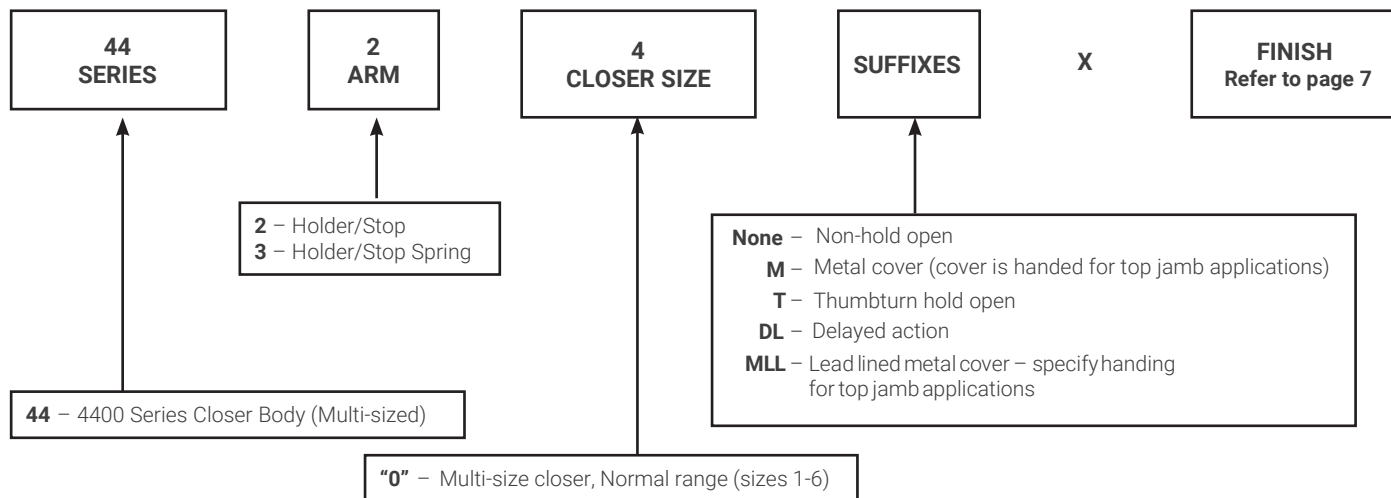 44
SERIES
2
ARM
4
CLOSER SIZE
SUFFIXES
X
FINISH
Refer to page 7
2 – Holder/Stop
3 – Holder/Stop Spring
None – Non-hold open
M – Metal cover (cover is handed for top jamb applications)
T – Thumbturn hold open
DL – Delayed action
MLL – Lead lined metal cover – specify handing
for top jamb applications
44 – 4400 Series Closer Body (Multi-sized)
“0” – Multi-size closer, Normal range (sizes 1-6)